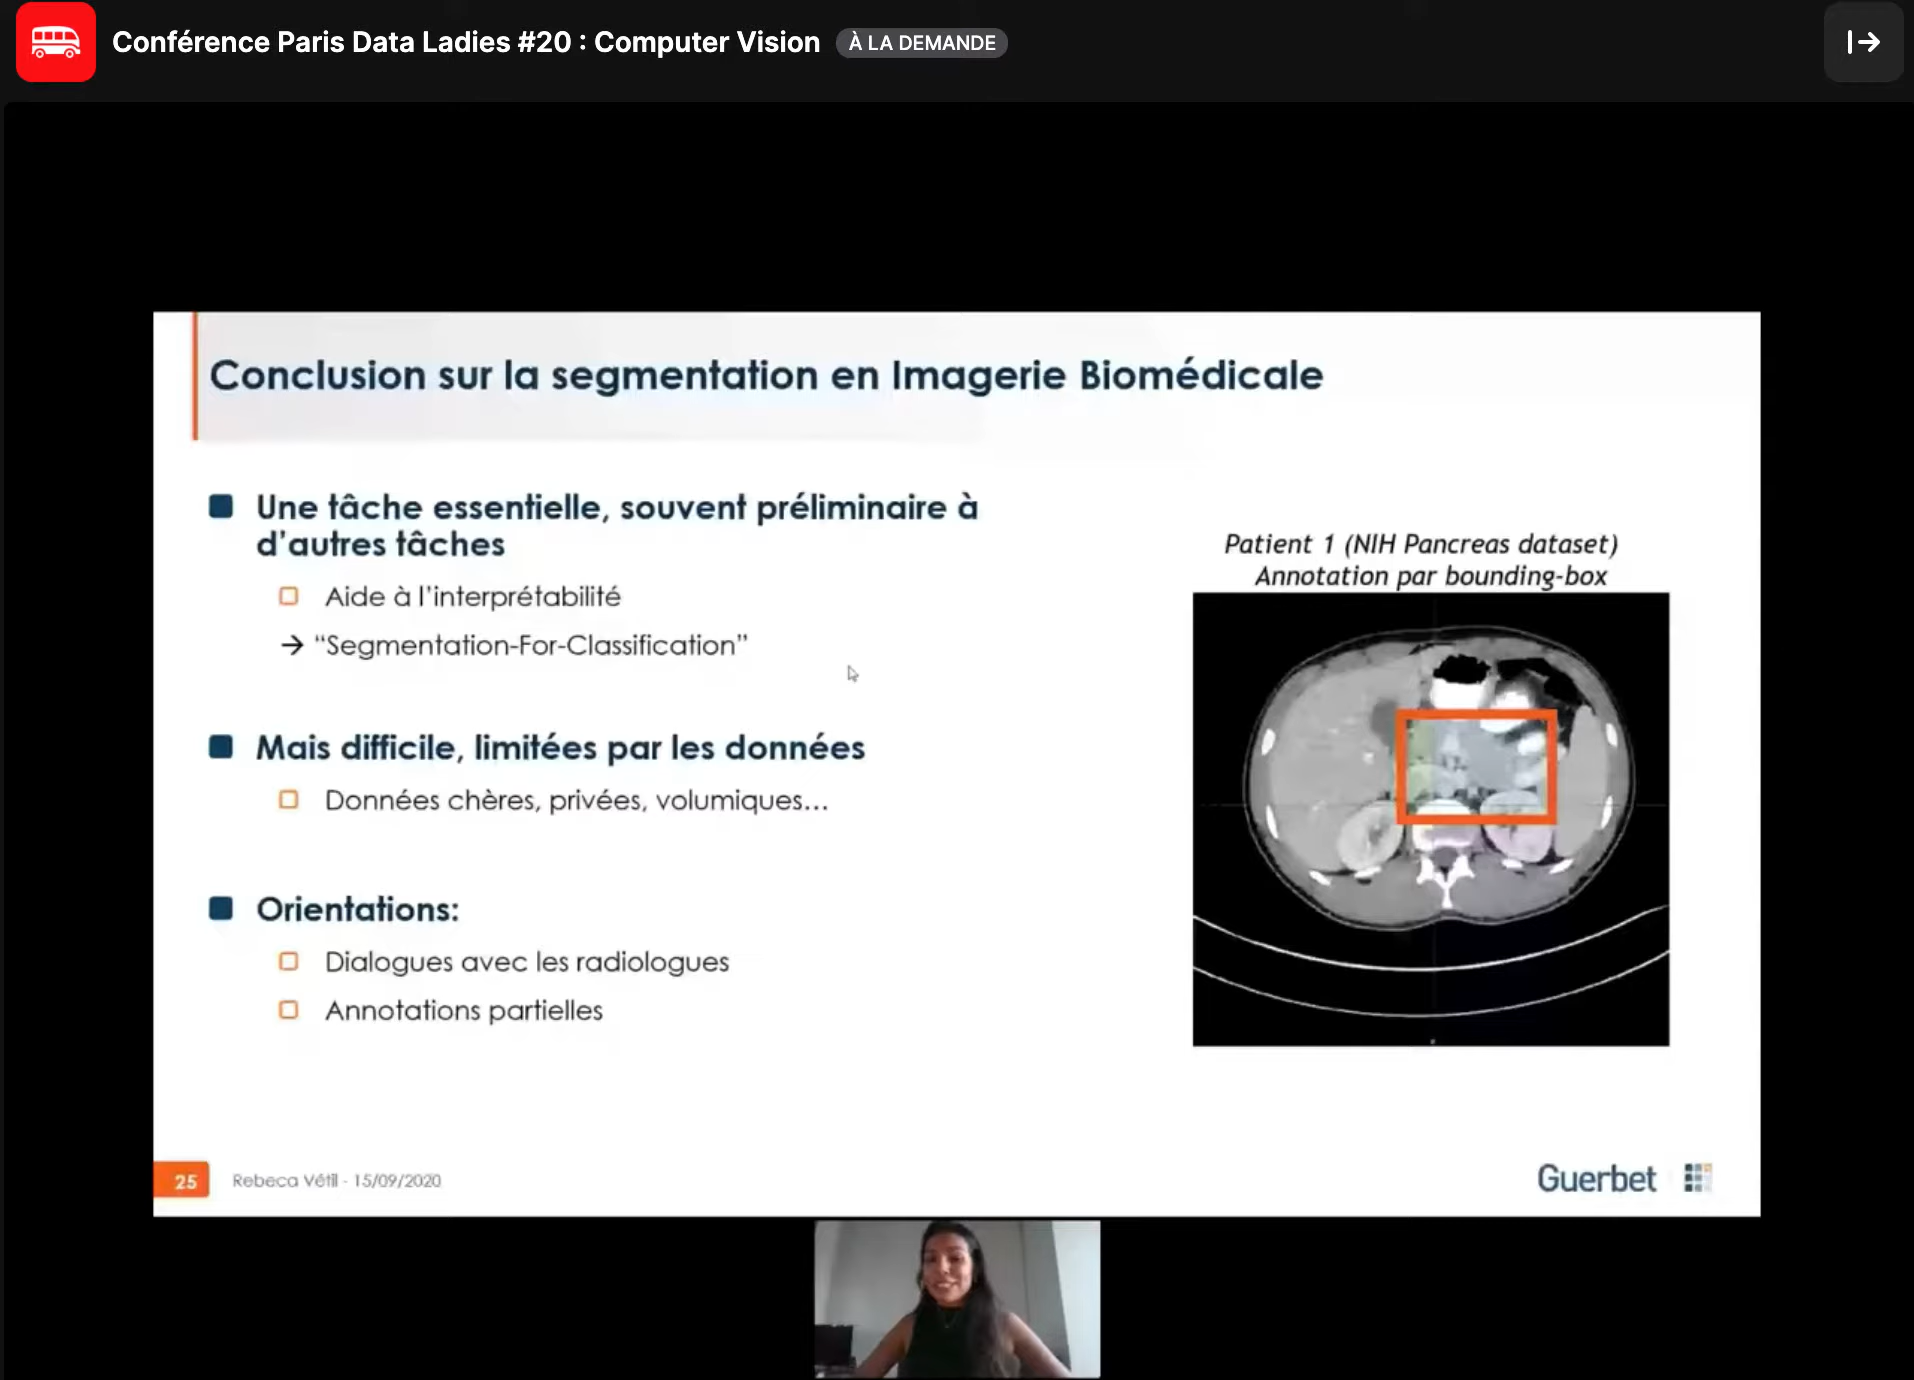 Conférence Paris Data Ladies #20 : Computer Vision
À LA DEMANDE
Conclusion sur la segmentation en Imagerie Biomédicale
Une tâche essentielle, souvent préliminaire à
d'autres tâches
Aide à l'interprétabilité
→ "Segmentation-For-Classification"
Mais difficile, limitées par les données
Données chères, privées, volumiques...
Orientations:
Dialogues avec les radiologues
Annotations partielles
Patient 1 (NIH Pancreas dataset)
Annotation par bounding-box
25
Rebeca Vétil - 15/09/2020
Guerbet